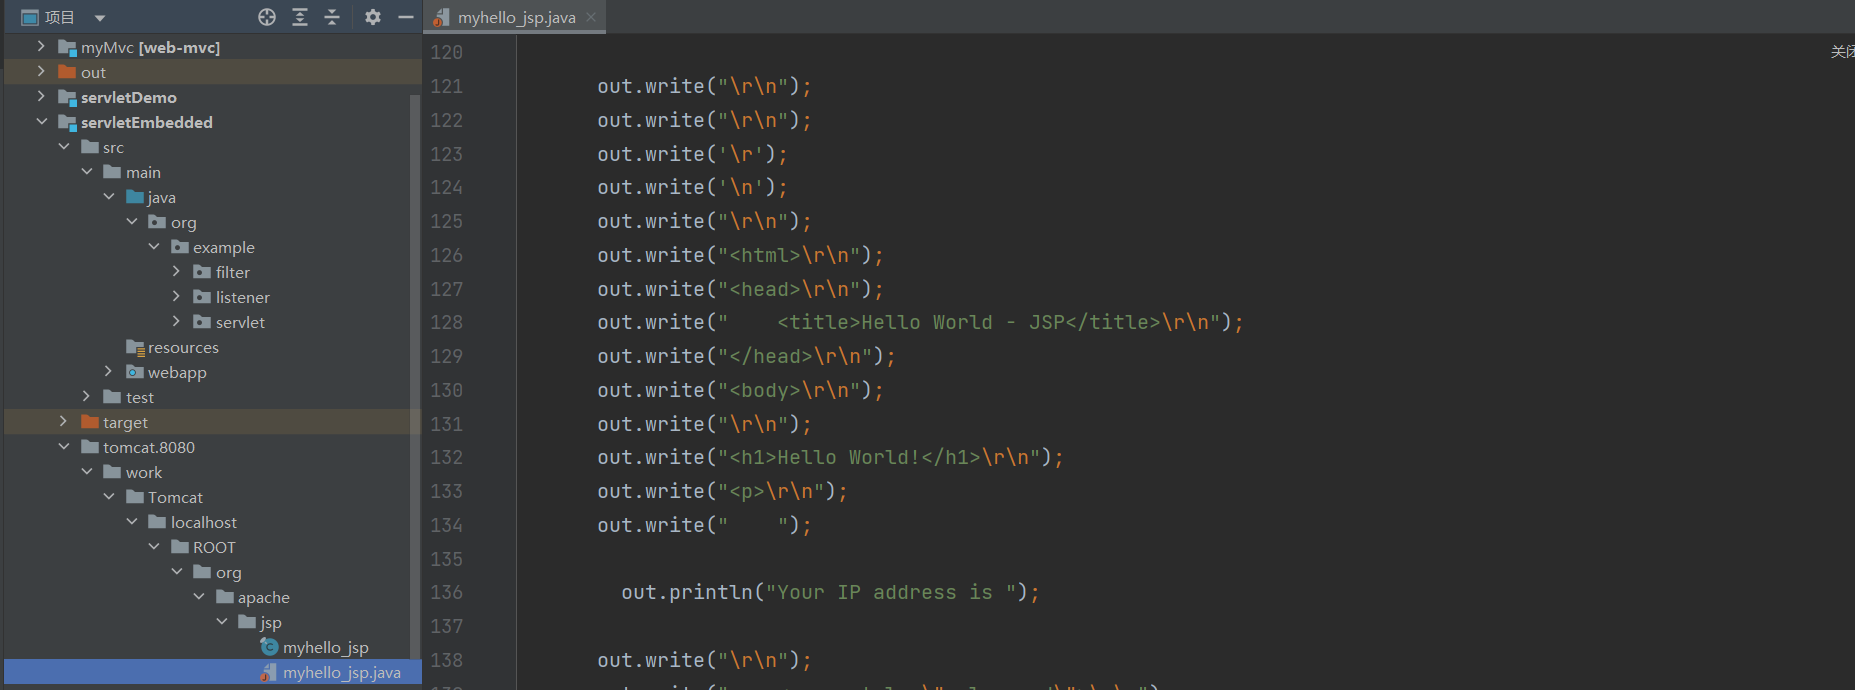 项目
myMvc [web-mvc]
out
servletDemo
servletEmbedded
src
main
java
org
example
filter
listener
servlet
resources
webapp
test
target
tomcat.8080
work
Tomcat
localhost
ROOT
org
apache
jsp
myhello_jsp
myhello_jsp.java
myhello_jsp.java
关闭
120
121 out.write("\r\n");
122 out.write("\r\n");
123 out.write('\r');
124 out.write('\n');
125 out.write("\r\n");
126 out.write("<html>\r\n");
127 out.write("<head>\r\n");
128 out.write("    <title>Hello World - JSP</title>\r\n");
129 out.write("</head>\r\n");
130 out.write("<body>\r\n");
131 out.write("\r\n");
132 out.write("<h1>Hello World!</h1>\r\n");
133 out.write("<p>\r\n");
134 out.write("    ");
135
136 out.println("Your IP address is ");
137
138 out.write("\r\n");